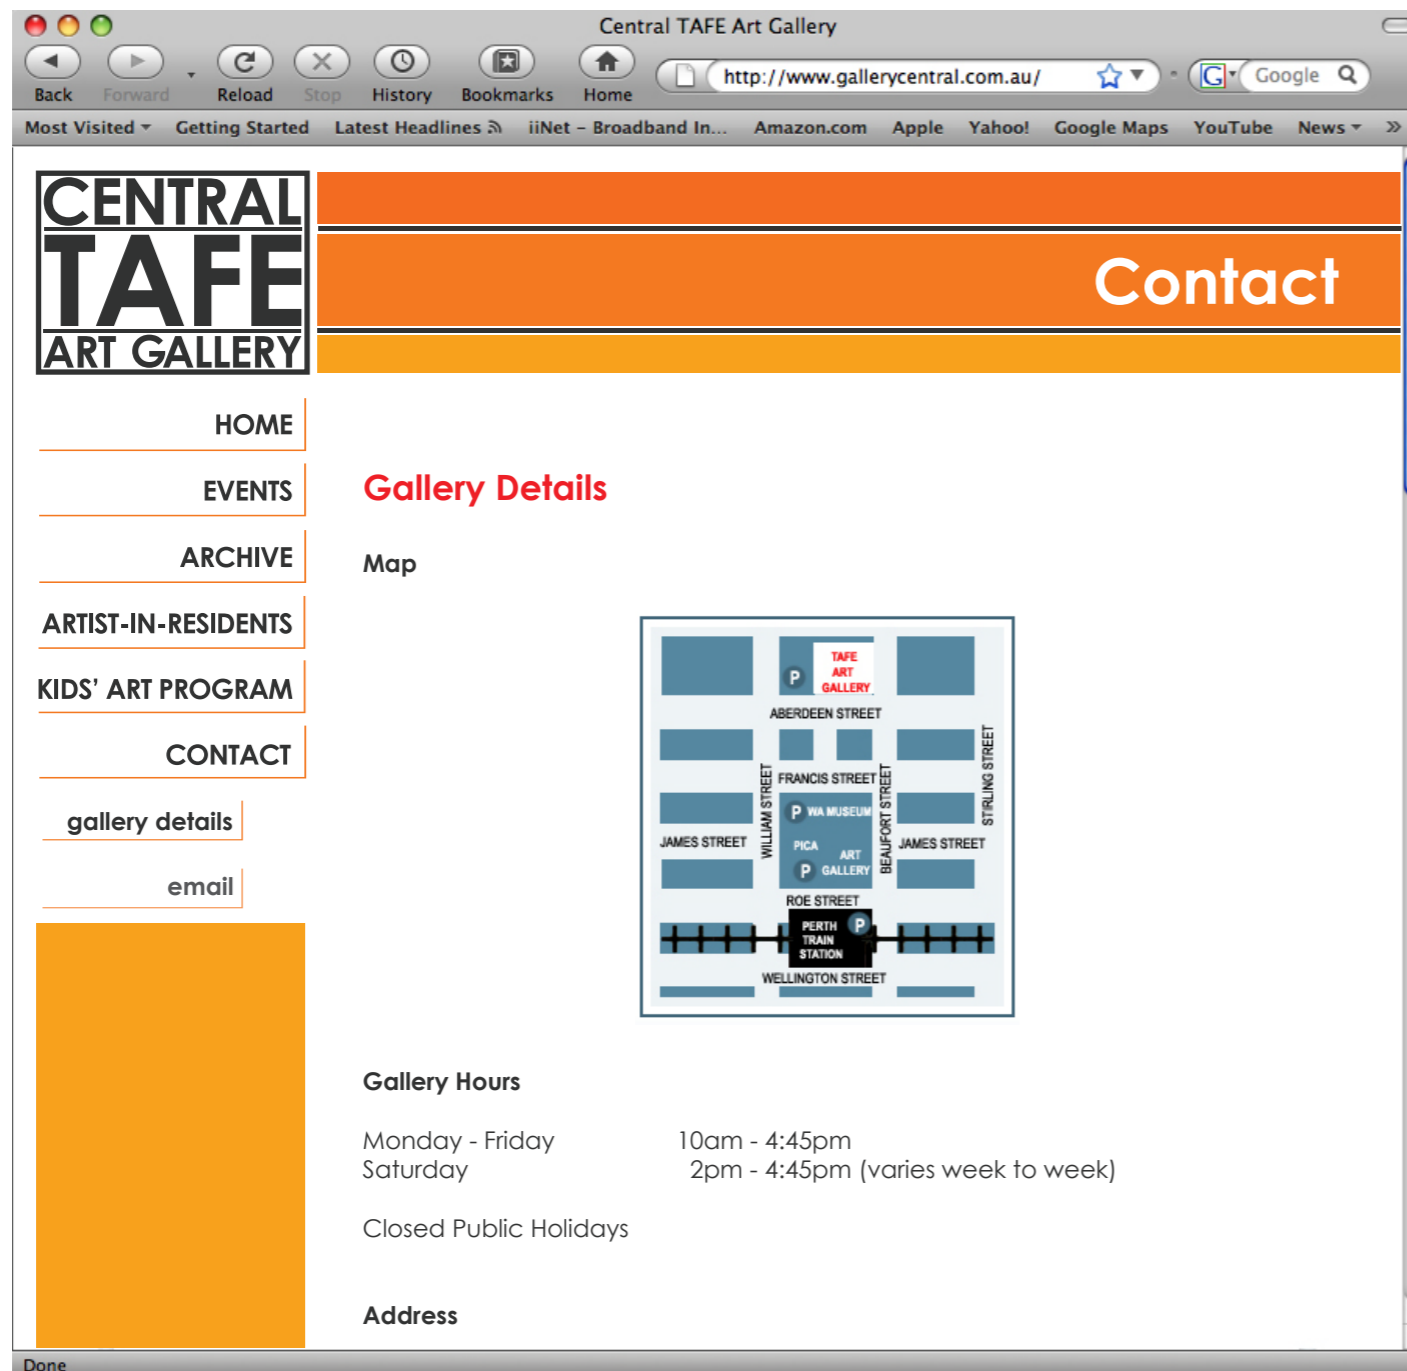 Central TAFE Art Gallery
Back Forward Reload Stop History Bookmarks Home http://www.gallerycentral.com.au/ G Google
Most Visited Getting Started Latest Headlines iiNet – Broadband In... Amazon.com Apple Yahoo! Google Maps YouTube News »
CENTRAL
TAFE
ART GALLERY
Contact
HOME
EVENTS
ARCHIVE
ARTIST-IN-RESIDENTS
KIDS' ART PROGRAM
CONTACT
gallery details
email
Gallery Details
Map
TAFE
ART
GALLERY
P
ABERDEEN STREET
FRANCIS STREET
WILLIAM STREET
BEAUFORT STREET
STIRLING STREET
P WA MUSEUM
JAMES STREET
PICA
ART
P GALLERY
JAMES STREET
ROE STREET
PERTH P
TRAIN
STATION
WELLINGTON STREET
Gallery Hours
Monday - Friday 10am - 4:45pm
Saturday 2pm - 4:45pm (varies week to week)
Closed Public Holidays
Address
Done